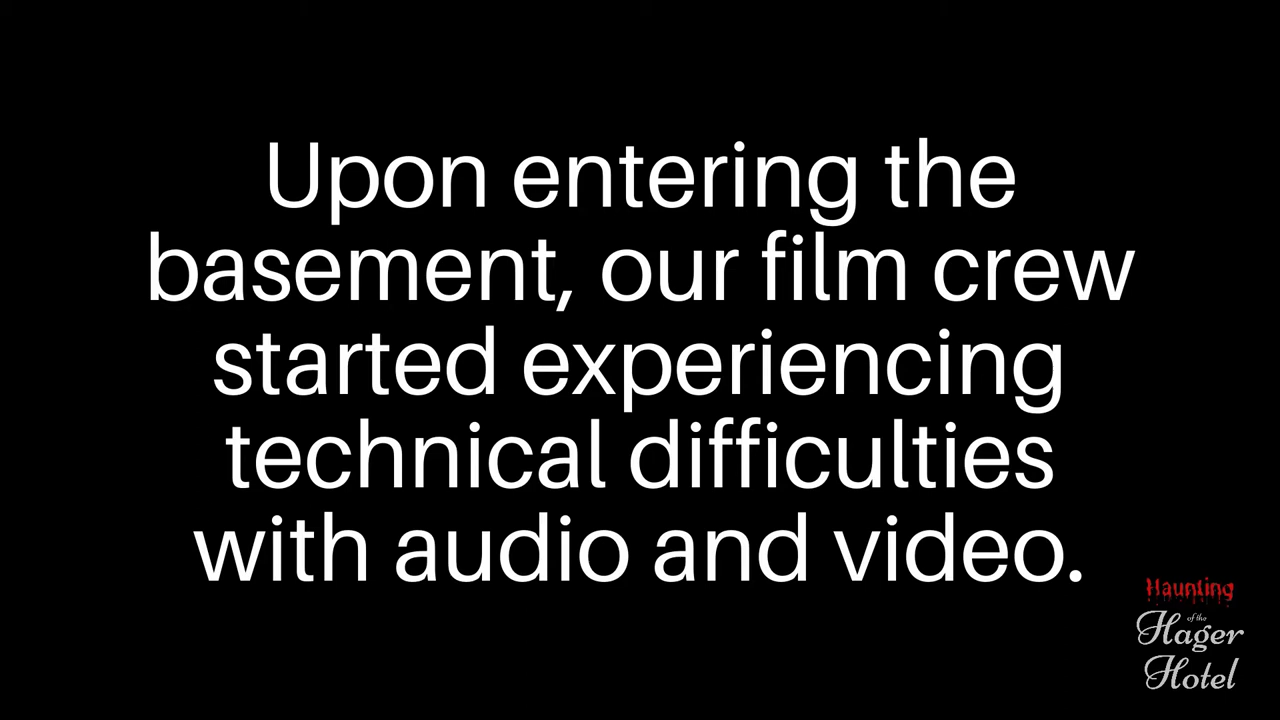 Upon entering the
basement, our film crew
started experiencing
technical difficulties
with audio and video.
Haunting
of the
Hager
Hotel